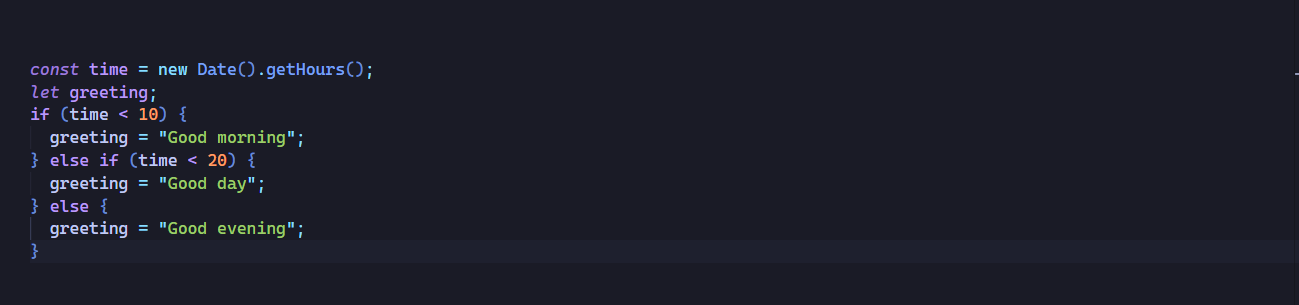 const time = new Date().getHours();
let greeting;
if (time < 10) {
  greeting = "Good morning";
} else if (time < 20) {
  greeting = "Good day";
} else {
  greeting = "Good evening";
}